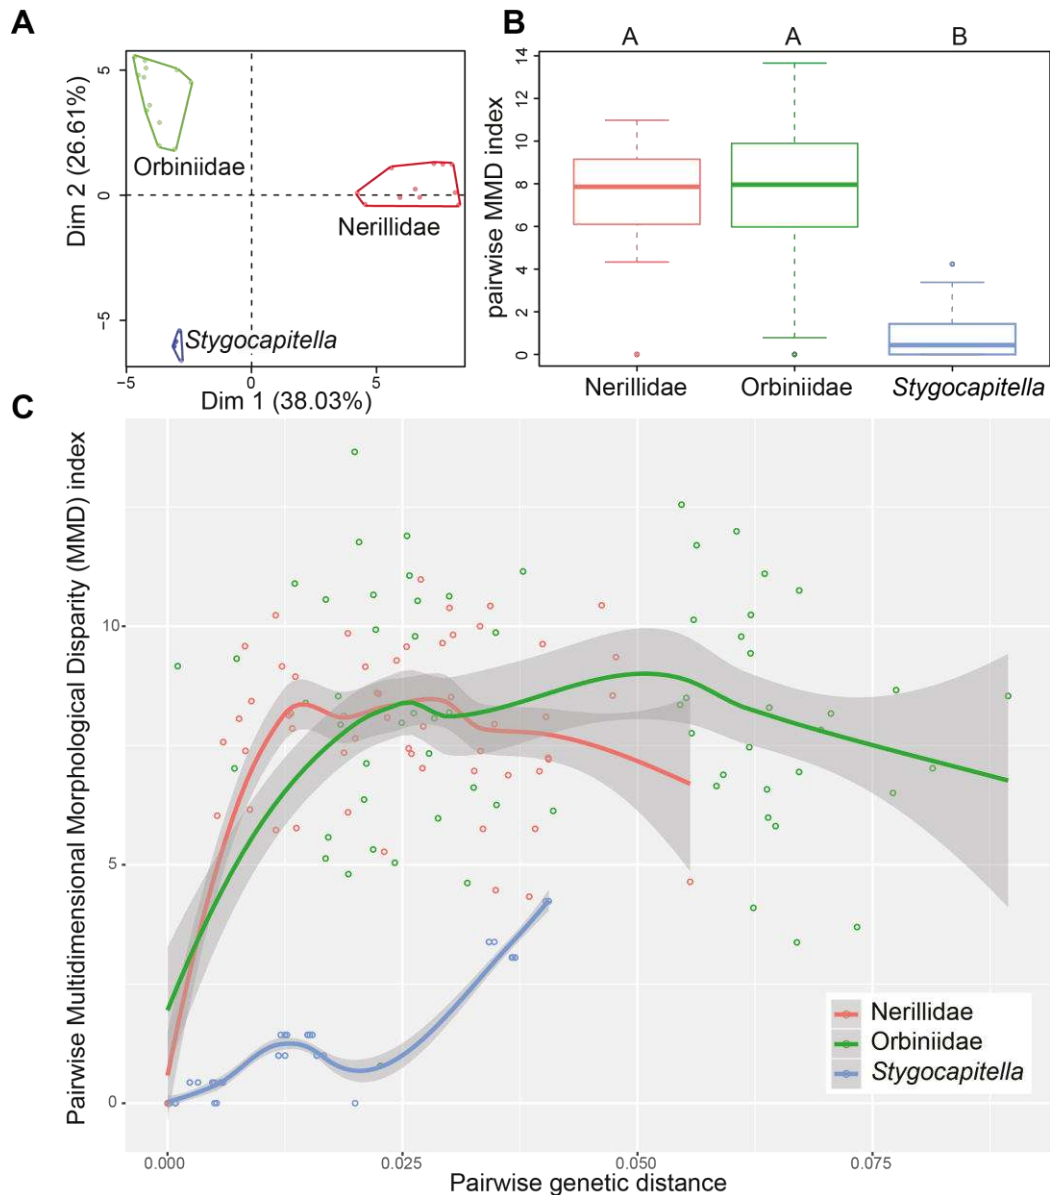 A
Dim 2 (26.61%)
5
0
−5
Orbiniidae
Nerillidae
Stygocapitella
−5
0
5
Dim 1 (38.03%)
B
A
A
B
pairwise MMD index
14
12
10
8
6
4
2
0
Nerillidae
Orbiniidae
Stygocapitella
C
Pairwise Multidimensional Morphological Disparity (MMD) index
10
5
0
Nerillidae
Orbiniidae
Stygocapitella
0.000
0.025
0.050
0.075
Pairwise genetic distance